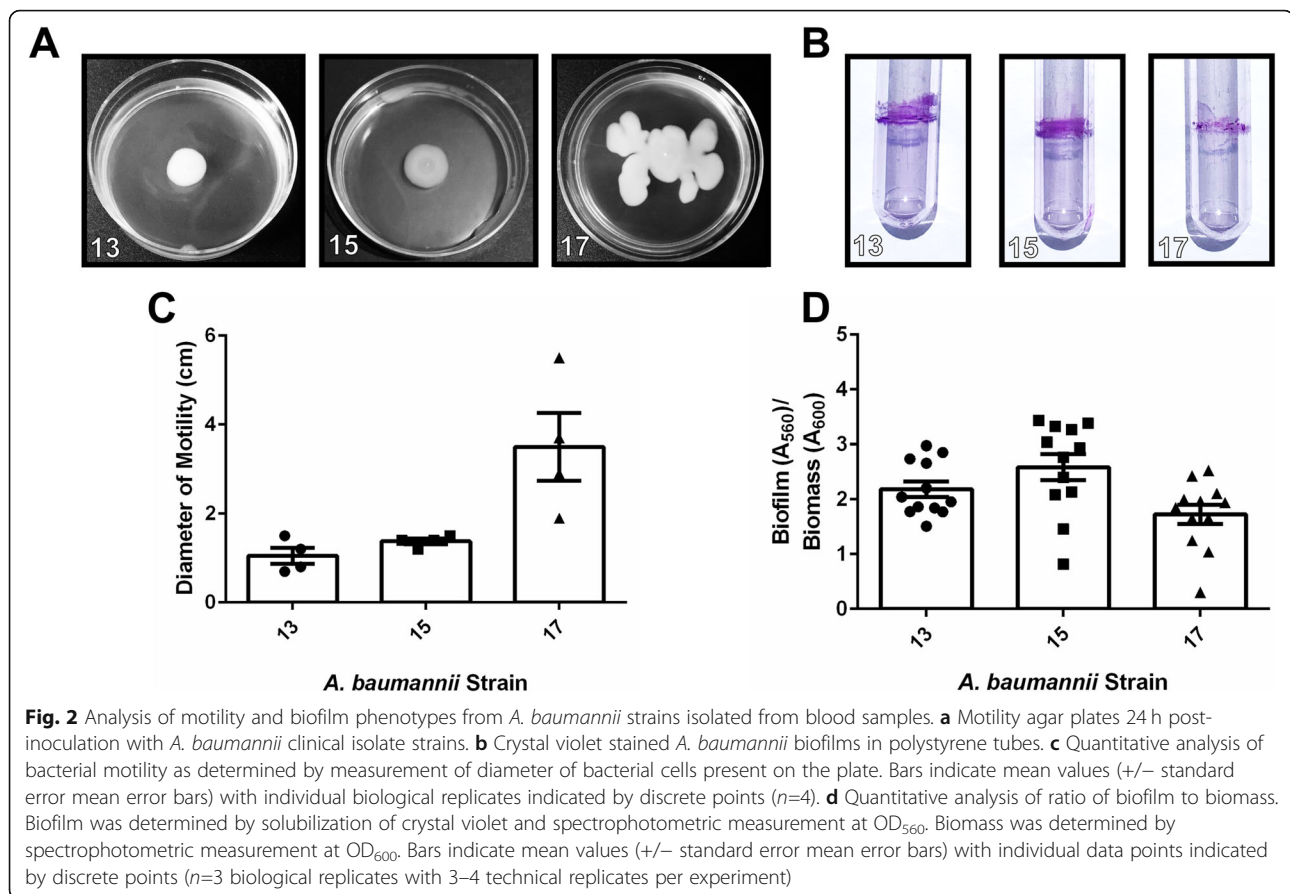 A
B
13
15
17
13
15
17
C
Diameter of Motility (cm)
6
4
2
0
13
15
17
A. baumannii Strain
D
Biofilm (A560)/
Biomass (A600)
5
4
3
2
1
0
13
15
17
A. baumannii Strain
Fig. 2 Analysis of motility and biofilm phenotypes from A. baumannii strains isolated from blood samples. a Motility agar plates 24 h post-
inoculation with A. baumannii clinical isolate strains. b Crystal violet stained A. baumannii biofilms in polystyrene tubes. c Quantitative analysis of
bacterial motility as determined by measurement of diameter of bacterial cells present on the plate. Bars indicate mean values (+/− standard
error mean error bars) with individual biological replicates indicated by discrete points (n=4). d Quantitative analysis of ratio of biofilm to biomass.
Biofilm was determined by solubilization of crystal violet and spectrophotometric measurement at OD560. Biomass was determined by
spectrophotometric measurement at OD600. Bars indicate mean values (+/− standard error mean error bars) with individual data points indicated
by discrete points (n=3 biological replicates with 3–4 technical replicates per experiment)